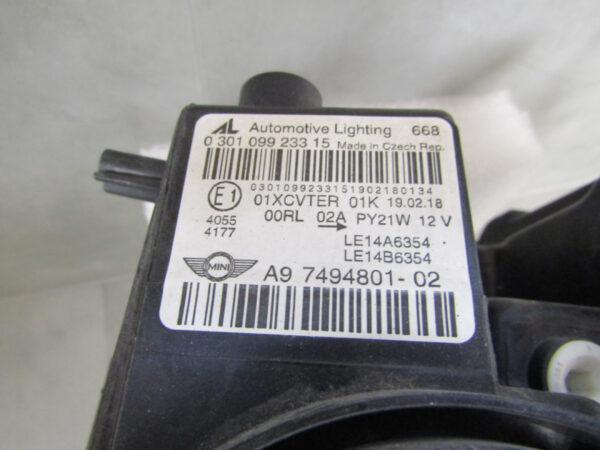 AL Automotive Lighting 668
0 301 099 233 15 Made in Czech Rep.
0301099233151902180134
E1 01XCVTER 01K 19.02.18
4055 00RL 02A PY21W 12 V
4177
LE14A6354
LE14B6354
MINI A9 7494801-02